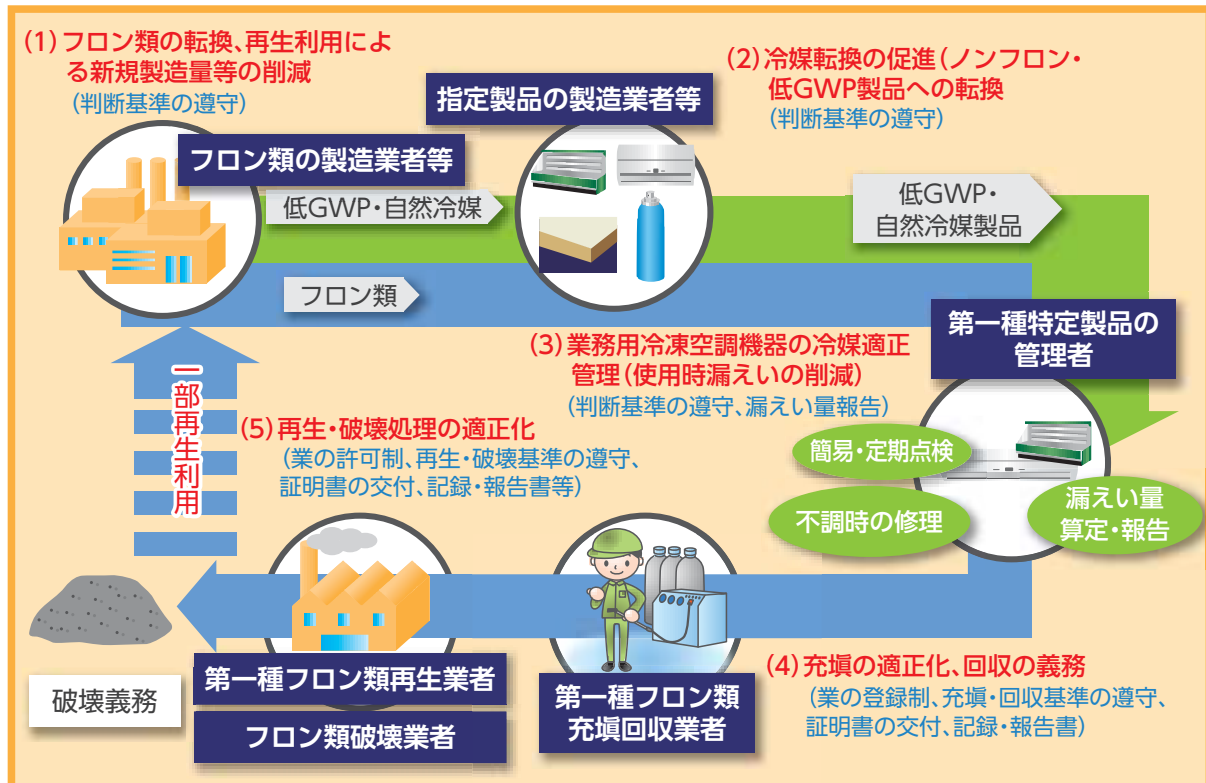 (1)フロン類の転換、再生利用によ
る新規製造量等の削減
(判断基準の遵守)
フロン類の製造業者等
指定製品の製造業者等
(2)冷媒転換の促進(ノンフロン・
低GWP製品への転換
(判断基準の遵守)
低GWP・自然冷媒
低GWP・
自然冷媒製品
フロン類
第一種特定製品の
管理者
(3)業務用冷凍空調機器の冷媒適正
管理(使用時漏えいの削減)
(判断基準の遵守、漏えい量報告)
簡易・定期点検
不調時の修理
漏えい量
算定・報告
一部再生利用
(5)再生・破壊処理の適正化
(業の許可制、再生・破壊基準の遵守、
証明書の交付、記録・報告書等)
破壊義務
第一種フロン類再生業者
フロン類破壊業者
第一種フロン類
充塡回収業者
(4)充塡の適正化、回収の義務
(業の登録制、充塡・回収基準の遵守、
証明書の交付、記録・報告書)